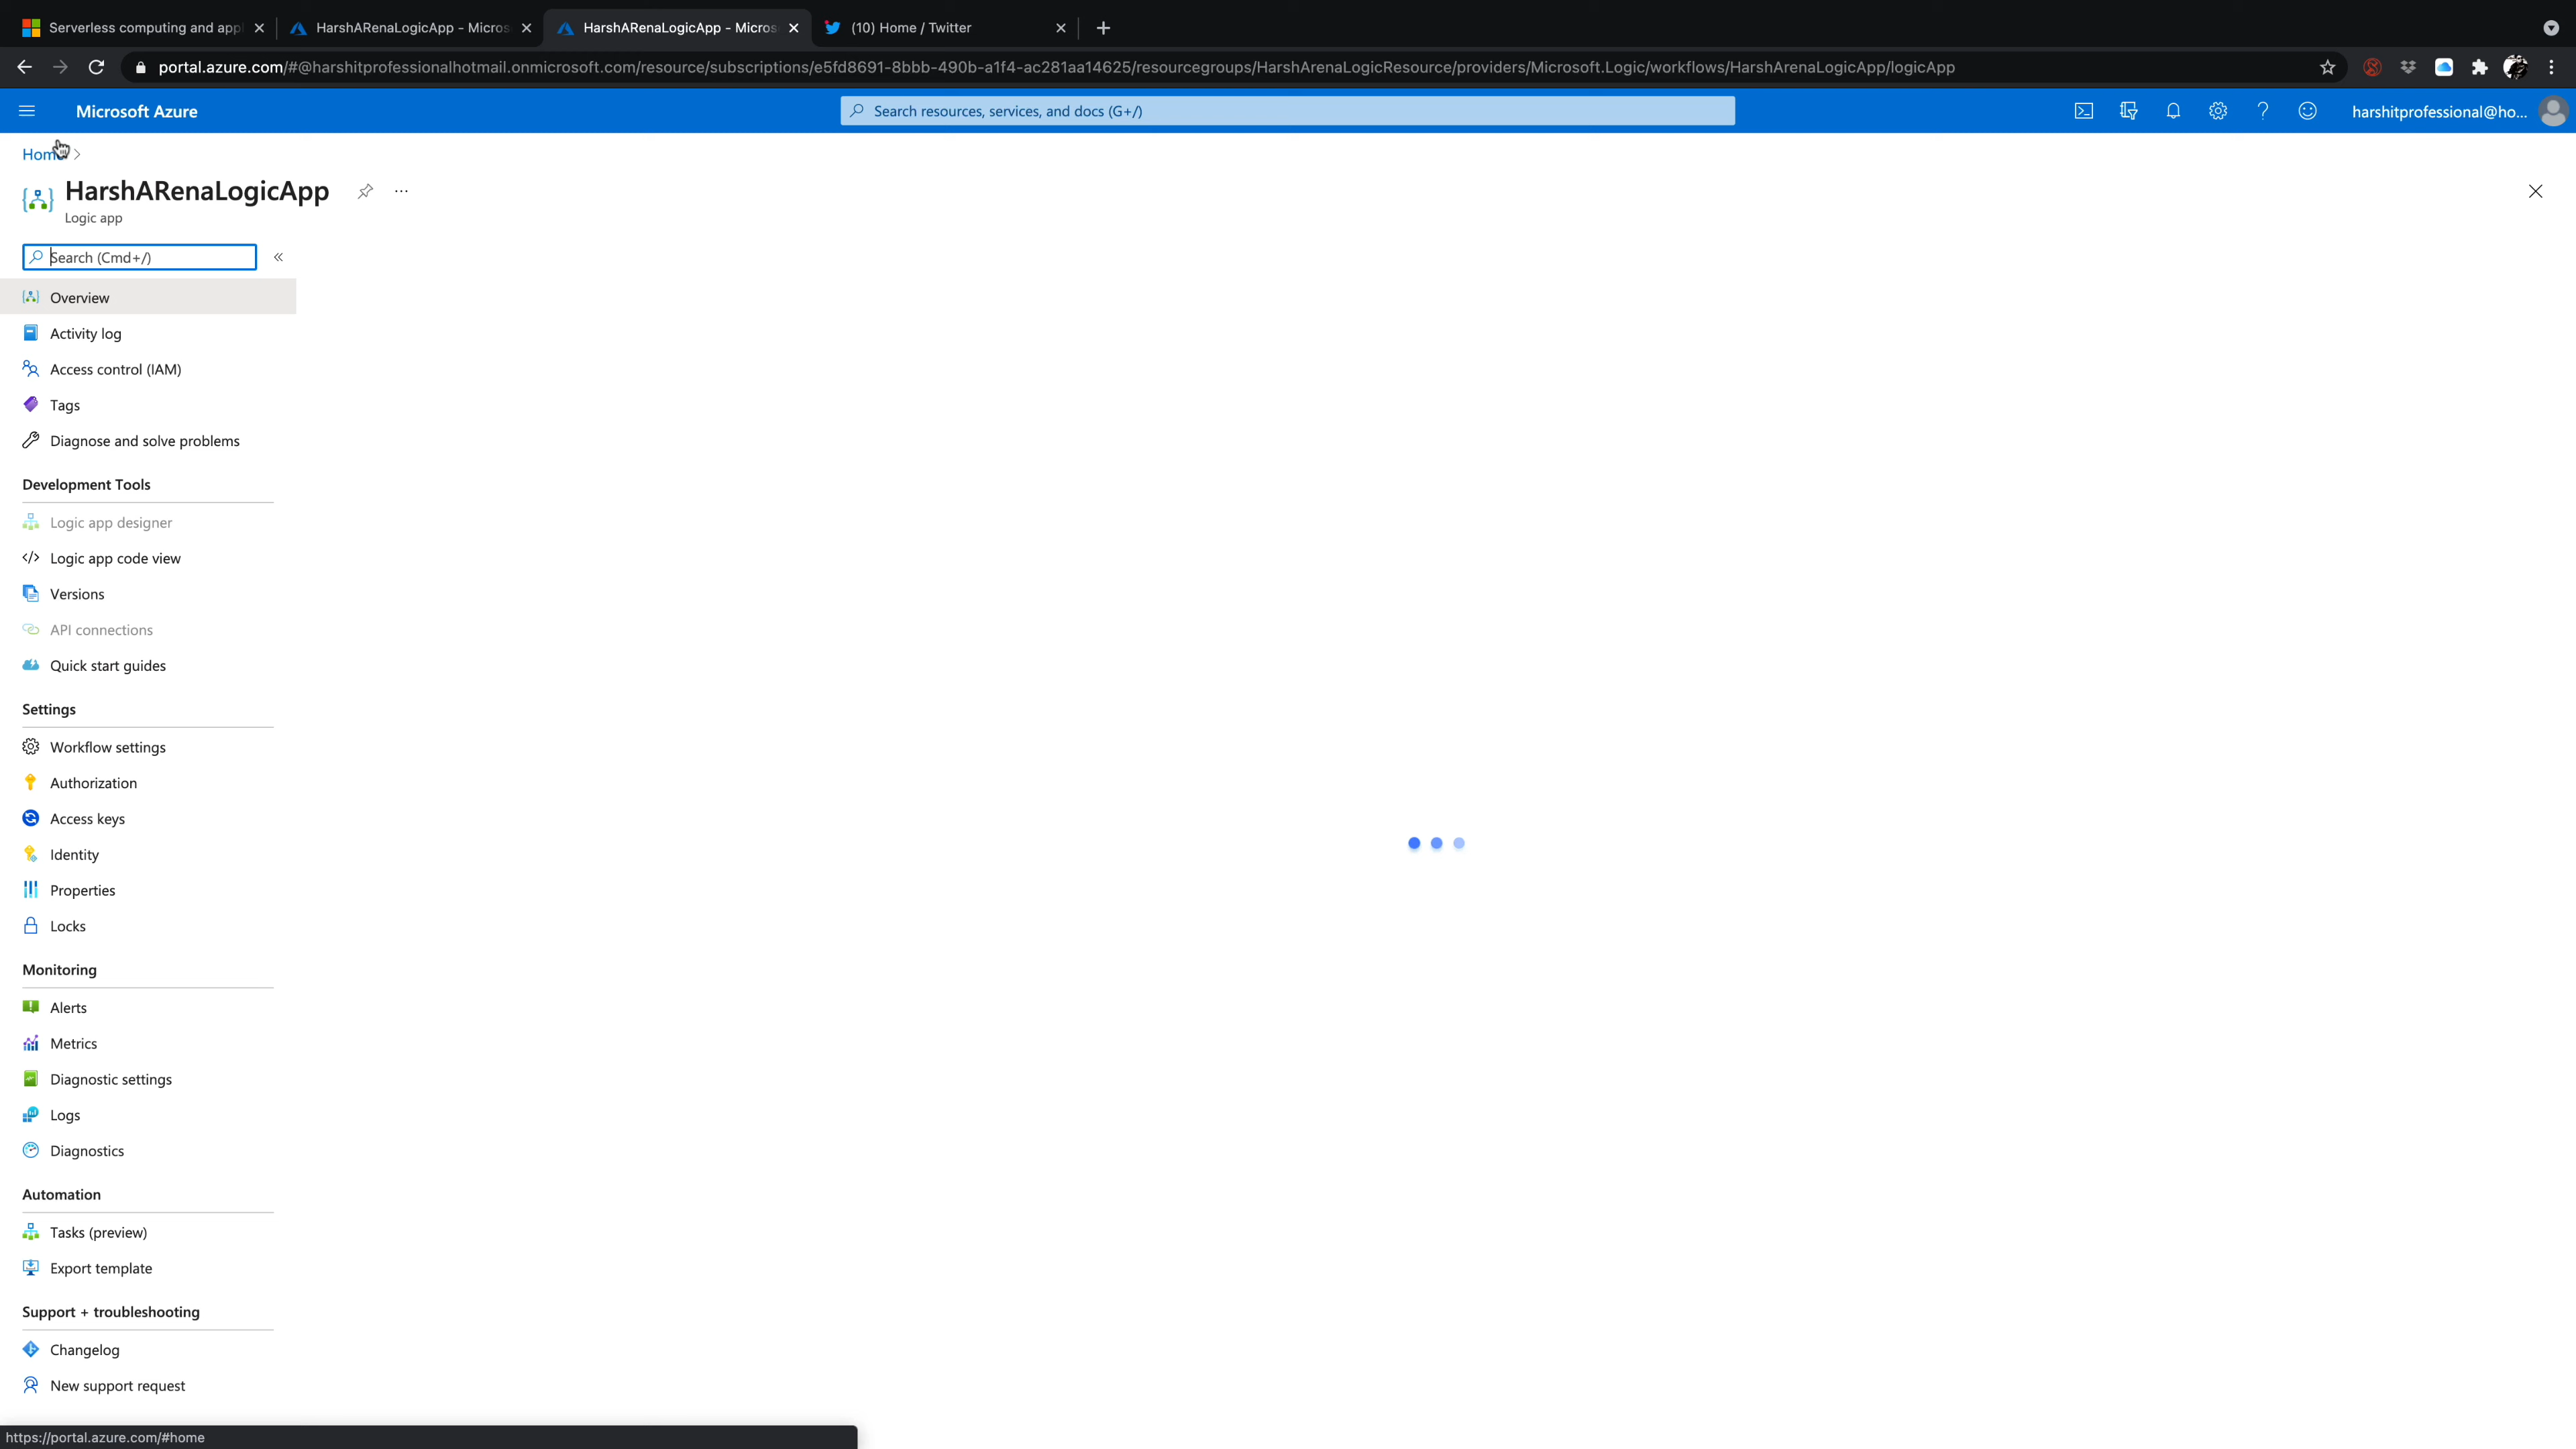 Serverless computing and appl
HarshARenaLogicApp - Micros
HarshARenaLogicApp - Micros
(10) Home / Twitter
portal.azure.com/#@harshitprofessionalhotmail.onmicrosoft.com/resource/subscriptions/e5fd8691-8bbb-490b-a1f4-ac281aa14625/resourcegroups/HarshArenaLogicResource/providers/Microsoft.Logic/workflows/HarshARenaLogicApp/logicApp
Microsoft Azure
Search resources, services, and docs (G+/)
harshitprofessional@ho...
Home
HarshARenaLogicApp
Logic app
Search (Cmd+/)
Overview
Activity log
Access control (IAM)
Tags
Diagnose and solve problems
Development Tools
Logic app designer
Logic app code view
Versions
API connections
Quick start guides
Settings
Workflow settings
Authorization
Access keys
Identity
Properties
Locks
Monitoring
Alerts
Metrics
Diagnostic settings
Logs
Diagnostics
Automation
Tasks (preview)
Export template
Support + troubleshooting
Changelog
New support request
https://portal.azure.com/#home